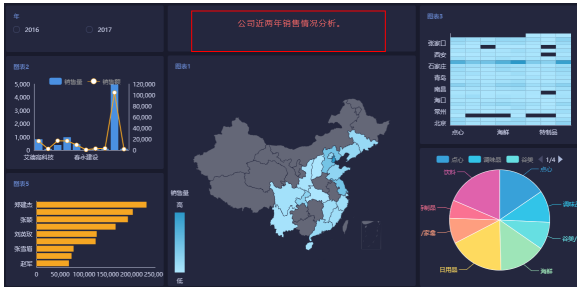 年
2016
2017
公司近两年销售情况分析。
图表2
销售量
销售额
5,000
4,000
3,000
2,000
1,000
0
120,000
100,000
80,000
60,000
40,000
20,000
0
艾德高科技
春永建设
图表5
郑建杰
张颖
刘英玫
张雪眉
赵军
0
50,000
100,000
150,000
200,000
250,000
图表1
销售量
高
低
图表3
张家口
西安
石家庄
青岛
南昌
海口
常州
北京
点心
海鲜
特制品
点心
调味品
谷类
1/4
饮料
点心
调味品
特制品
谷类/
/家禽
日用品
海鲜